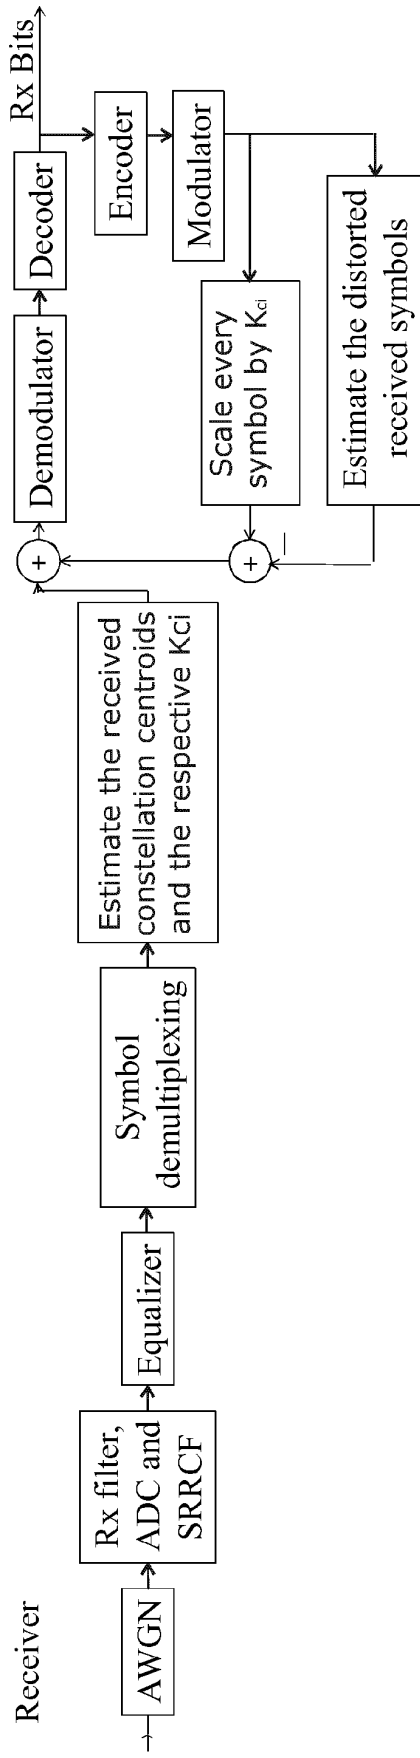 Receiver
AWGN
Rx filter,
ADC and
SRRCF
Equalizer
Symbol
demultiplexing
Estimate the received
constellation centroids
and the respective Kci
+
Demodulator
Decoder
Rx Bits
Encoder
Modulator
Scale every
symbol by Kci
+
−
Estimate the distorted
received symbols